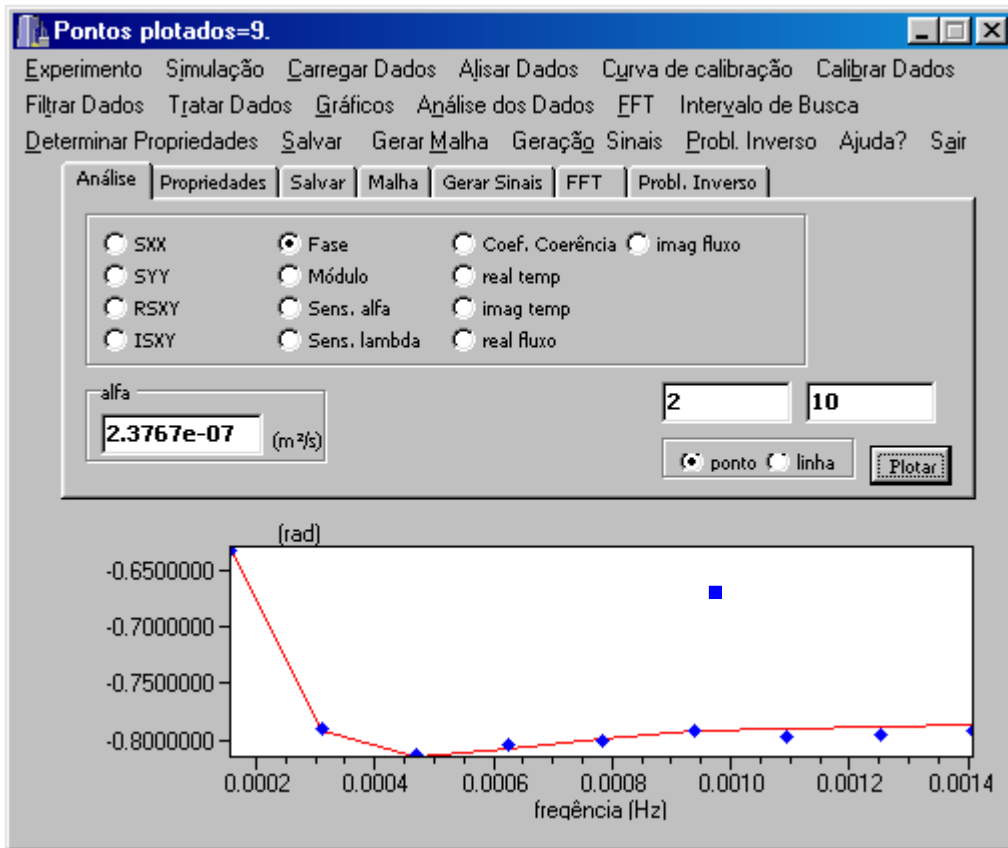 Pontos plotados=9.
Experimento Simulação Carregar Dados Alisar Dados Curva de calibração Calibrar Dados
Filtrar Dados Tratar Dados Gráficos Análise dos Dados FFT Intervalo de Busca
Determinar Propriedades Salvar Gerar Malha Geração Sinais Probl. Inverso Ajuda? Sair
Análise Propriedades Salvar Malha Gerar Sinais FFT Probl. Inverso
SXX Fase Coef. Coerência imag fluxo
SYY Módulo real temp
RSXY Sens. alfa imag temp
ISXY Sens. lambda real fluxo
alfa
2.3767e-07 (m²/s) 2 10
ponto linha Plotar
(rad)
-0.6500000
-0.7000000
-0.7500000
-0.8000000
0.0002 0.0004 0.0006 0.0008 0.0010 0.0012 0.0014
freqência (Hz)